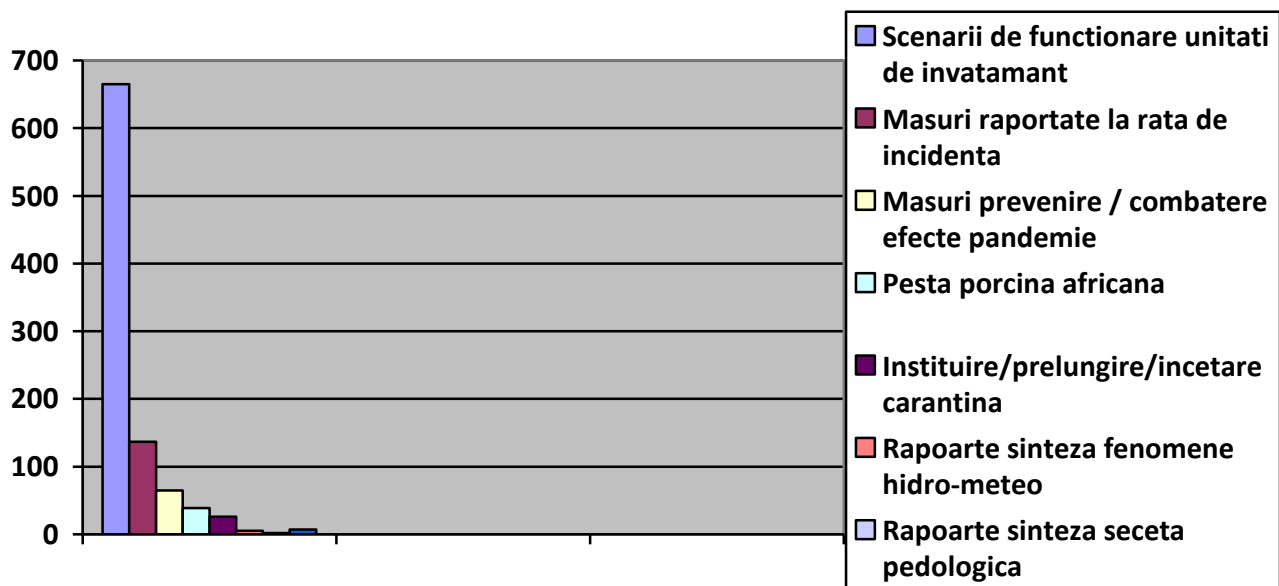 700
600
500
400
300
200
100
0
Scenarii de functionare unitati
de invatamant
Masuri raportate la rata de
incidenta
Masuri prevenire / combatere
efecte pandemie
Pesta porcina africana
Instituire/prelungire/incetare
carantina
Rapoarte sinteza fenomene
hidro-meteo
Rapoarte sinteza seceta
pedologica